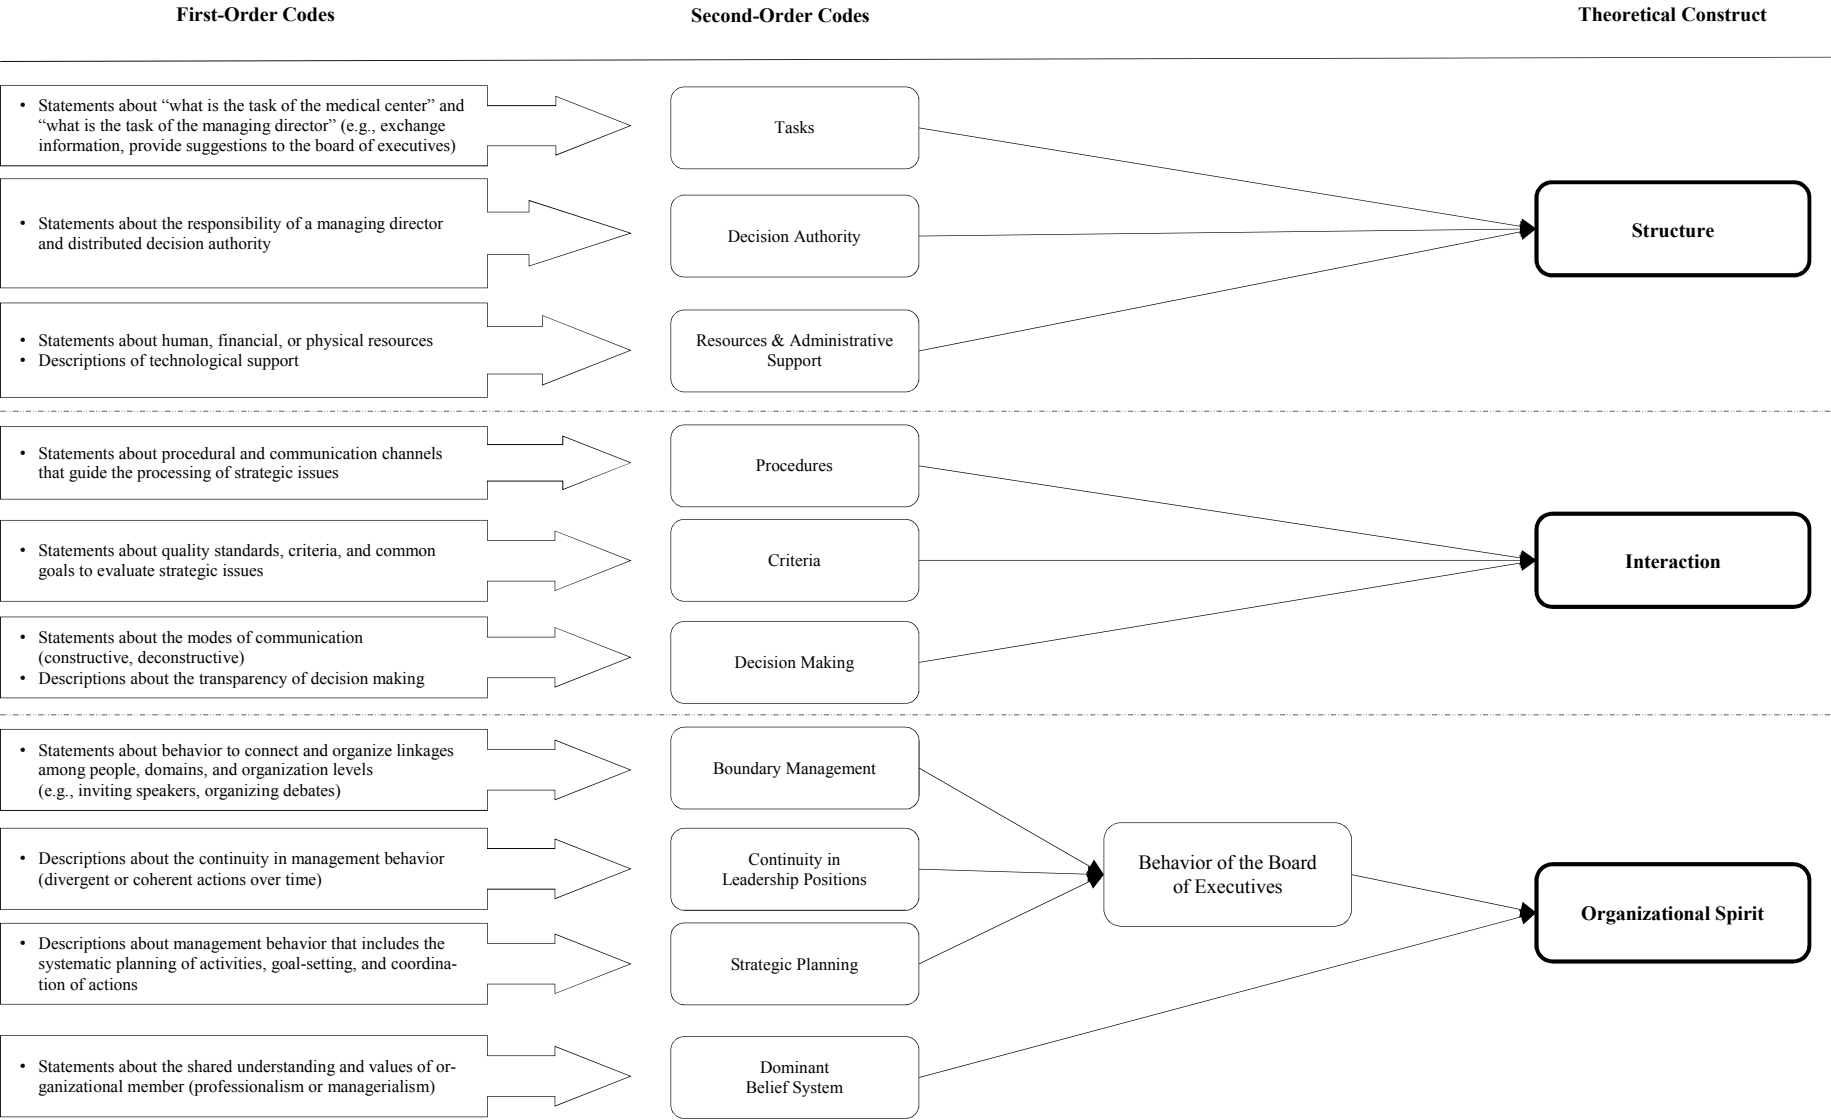 First-Order Codes
Second-Order Codes
Theoretical Construct
• Statements about “what is the task of the medical center” and
“what is the task of the managing director” (e.g., exchange
information, provide suggestions to the board of executives)
Tasks
• Statements about the responsibility of a managing director
and distributed decision authority
Decision Authority
Structure
• Statements about human, financial, or physical resources
• Descriptions of technological support
Resources & Administrative
Support
• Statements about procedural and communication channels
that guide the processing of strategic issues
Procedures
• Statements about quality standards, criteria, and common
goals to evaluate strategic issues
Criteria
Interaction
• Statements about the modes of communication
(constructive, deconstructive)
• Descriptions about the transparency of decision making
Decision Making
• Statements about behavior to connect and organize linkages
among people, domains, and organization levels
(e.g., inviting speakers, organizing debates)
Boundary Management
• Descriptions about the continuity in management behavior
(divergent or coherent actions over time)
Continuity in
Leadership Positions
Behavior of the Board
of Executives
Organizational Spirit
• Descriptions about management behavior that includes the
systematic planning of activities, goal-setting, and coordina-
tion of actions
Strategic Planning
• Statements about the shared understanding and values of or-
ganizational member (professionalism or managerialism)
Dominant
Belief System